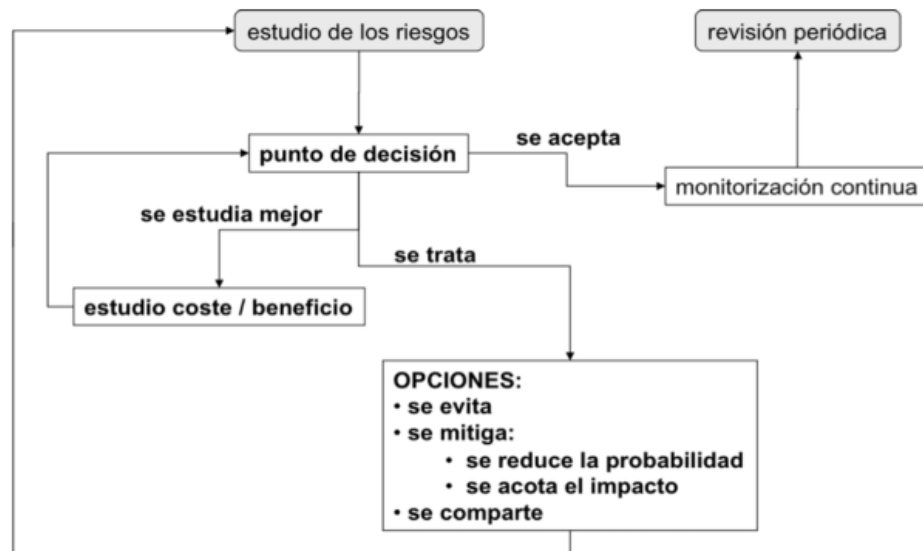 estudio de los riesgos
revisión periódica
se acepta
punto de decisión
monitorización continua
se estudia mejor
se trata
estudio coste / beneficio
OPCIONES:
• se evita
• se mitiga:
• se reduce la probabilidad
• se acota el impacto
• se comparte